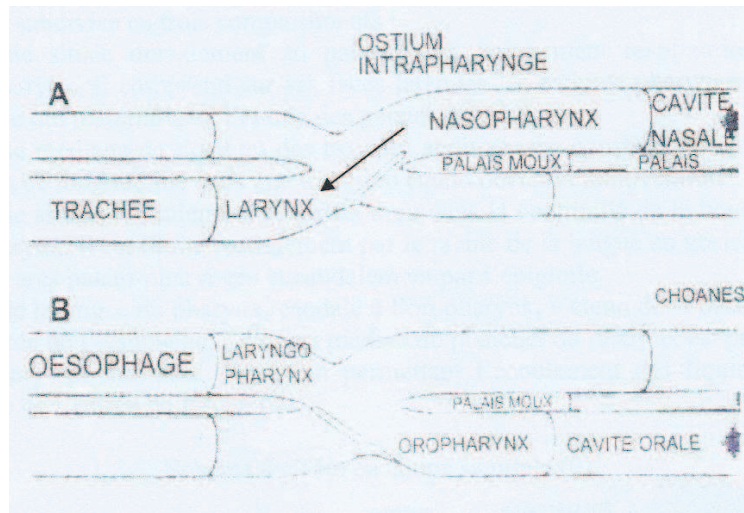 OSTIUM
INTRAPHARYNGE
A
NASOPHARYNX
CAVITE
NASALE
PALAIS MOUX
PALAIS
TRACHEE
LARYNX
B
CHOANES
OESOPHAGE
LARYNGO
PHARYNX
PALAIS MOUX
OROPHARYNX
CAVITE ORALE